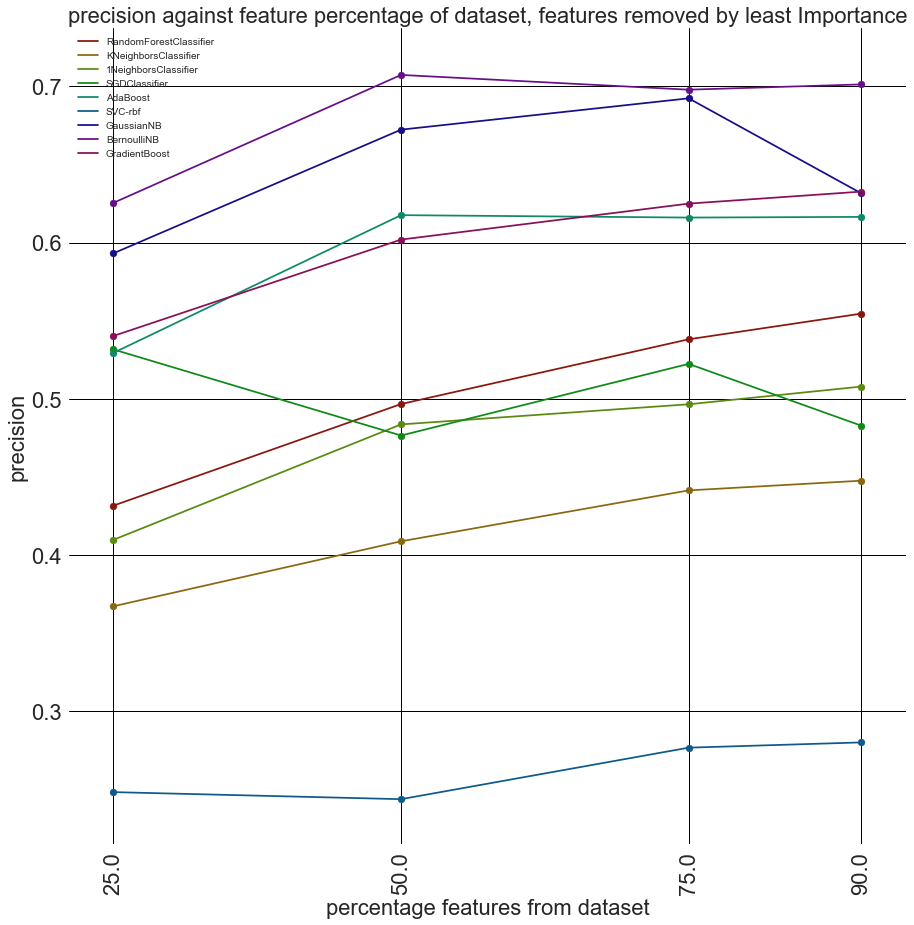 precision against feature percentage of dataset, features removed by least Importance
RandomForestClassifier
KNeighborsClassifier
1NeighborsClassifier
SGDClassifier
AdaBoost
SVC-rbf
GaussianNB
BernoulliNB
GradientBoost
0.7
0.6
0.5
0.4
0.3
precision
25.0
50.0
75.0
90.0
percentage features from dataset